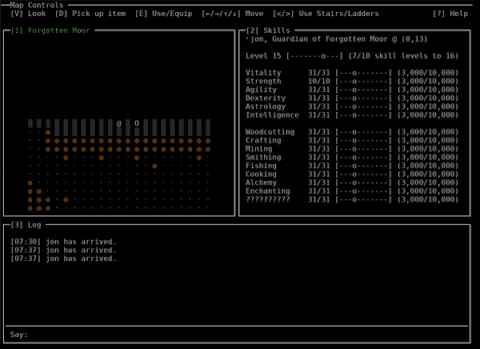 Map Controls
[V] Look [D] Pick up item [E] Use/Equip [←/→/↑/↓] Move [</>] Use Stairs/Ladders [?] Help
[1] Forgotten Moor
@ O
[2] Skills
jon, Guardian of Forgotten Moor @ (0,13)
Level 15 [-------o---] (7/10 skill levels to 16)
Vitality 31/31 [---o-------] (3,000/10,000)
Strength 10/10 [---o-------] (3,000/10,000)
Agility 31/31 [---o-------] (3,000/10,000)
Dexterity 31/31 [---o-------] (3,000/10,000)
Astrology 31/31 [---o-------] (3,000/10,000)
Intelligence 31/31 [---o-------] (3,000/10,000)
Woodcutting 31/31 [---o-------] (3,000/10,000)
Crafting 31/31 [---o-------] (3,000/10,000)
Mining 31/31 [---o-------] (3,000/10,000)
Smithing 31/31 [---o-------] (3,000/10,000)
Fishing 31/31 [---o-------] (3,000/10,000)
Cooking 31/31 [---o-------] (3,000/10,000)
Alchemy 31/31 [---o-------] (3,000/10,000)
Enchanting 31/31 [---o-------] (3,000/10,000)
?????????? 31/31 [---o-------] (3,000/10,000)
[3] Log
[07:30] jon has arrived.
[07:37] jon has arrived.
[07:37] jon has arrived.
Say: